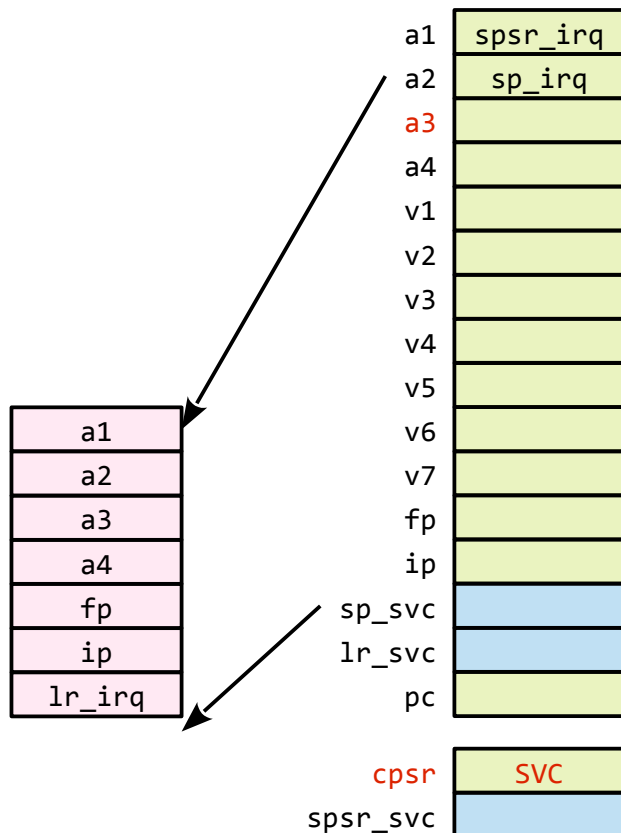 a1 spsr_irq
a2 sp_irq
a3
a4
v1
v2
v3
v4
v5
v6
v7
fp
ip
sp_svc
lr_svc
pc
cpsr SVC
spsr_svc
a1
a2
a3
a4
fp
ip
lr_irq